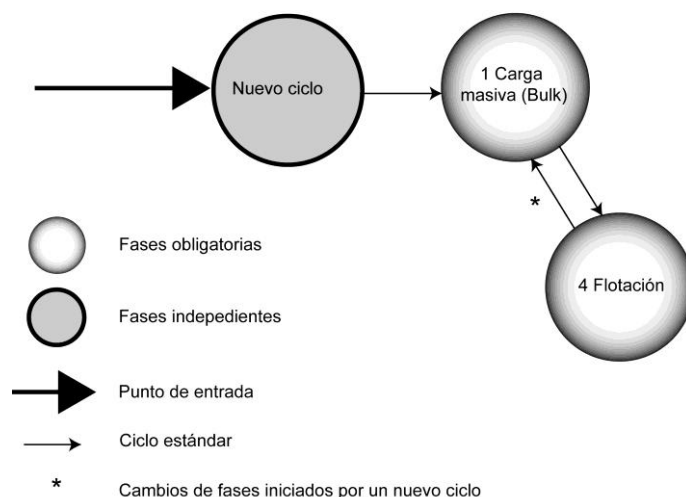 Nuevo ciclo
1 Carga
masiva (Bulk)
*
4 Flotación
Fases obligatorias
Fases indepedientes
Punto de entrada
Ciclo estándar
* Cambios de fases iniciados por un nuevo ciclo